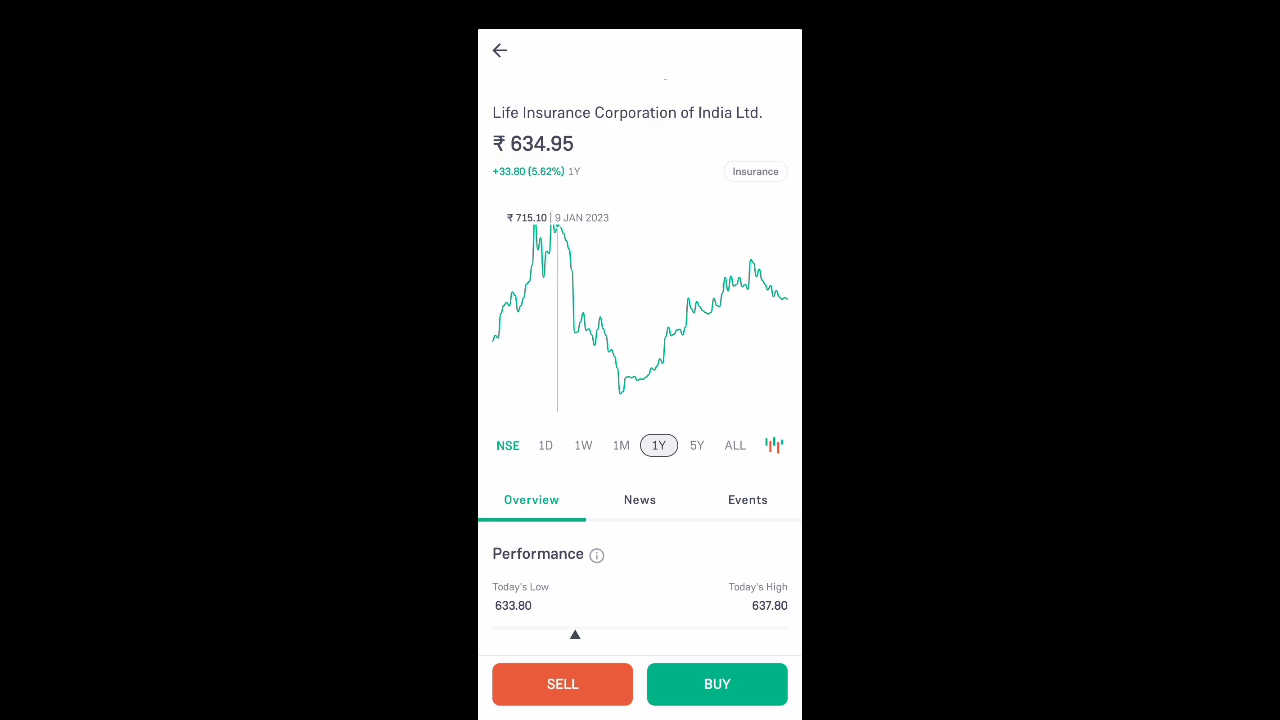 Life Insurance Corporation of India Ltd.
₹ 634.95
+33.80 (5.62%) 1Y
Insurance
₹ 715.10 | 9 JAN 2023
NSE 1D 1W 1M 1Y 5Y ALL
Overview News Events
Performance
Today's Low Today's High
633.80 637.80
SELL BUY